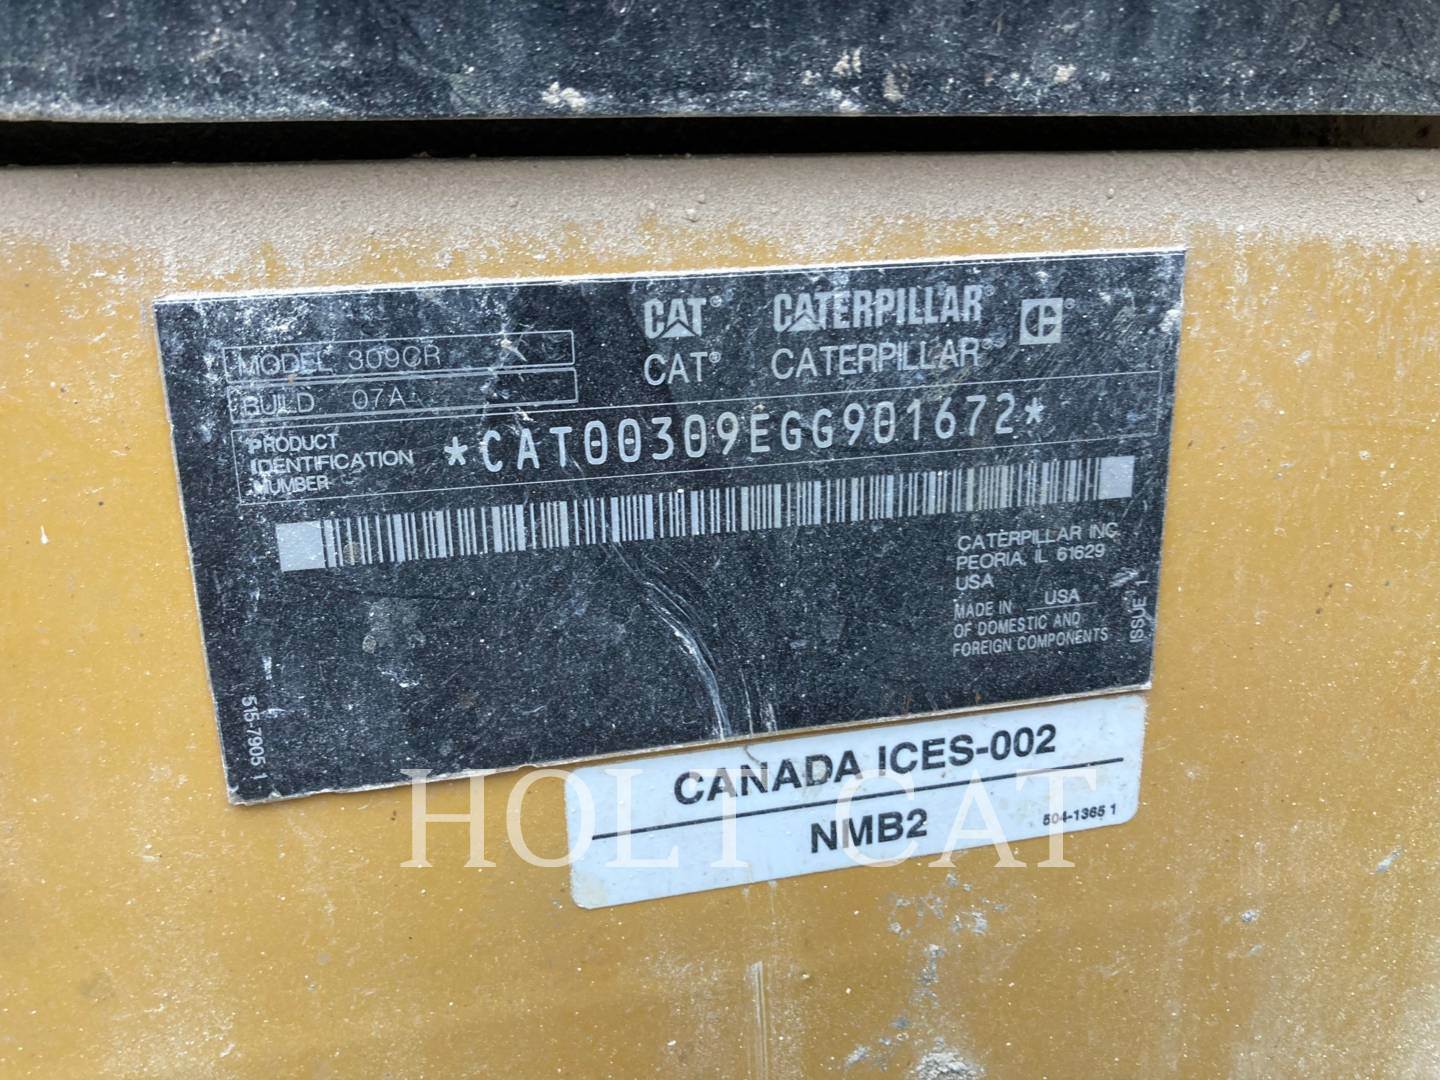 CAT® CATERPILLAR® C®
CAT® CATERPILLAR®
MODEL 309CR
BUILD 07A
PRODUCT IDENTIFICATION NUMBER *CAT00309EGG901672*
CATERPILLAR INC.
PEORIA, IL 61629
USA
MADE IN USA
OF DOMESTIC AND
FOREIGN COMPONENTS
ISSUE 1
515-7905 1
CANADA ICES-002
NMB2
504-1365 1
HOLT CAT